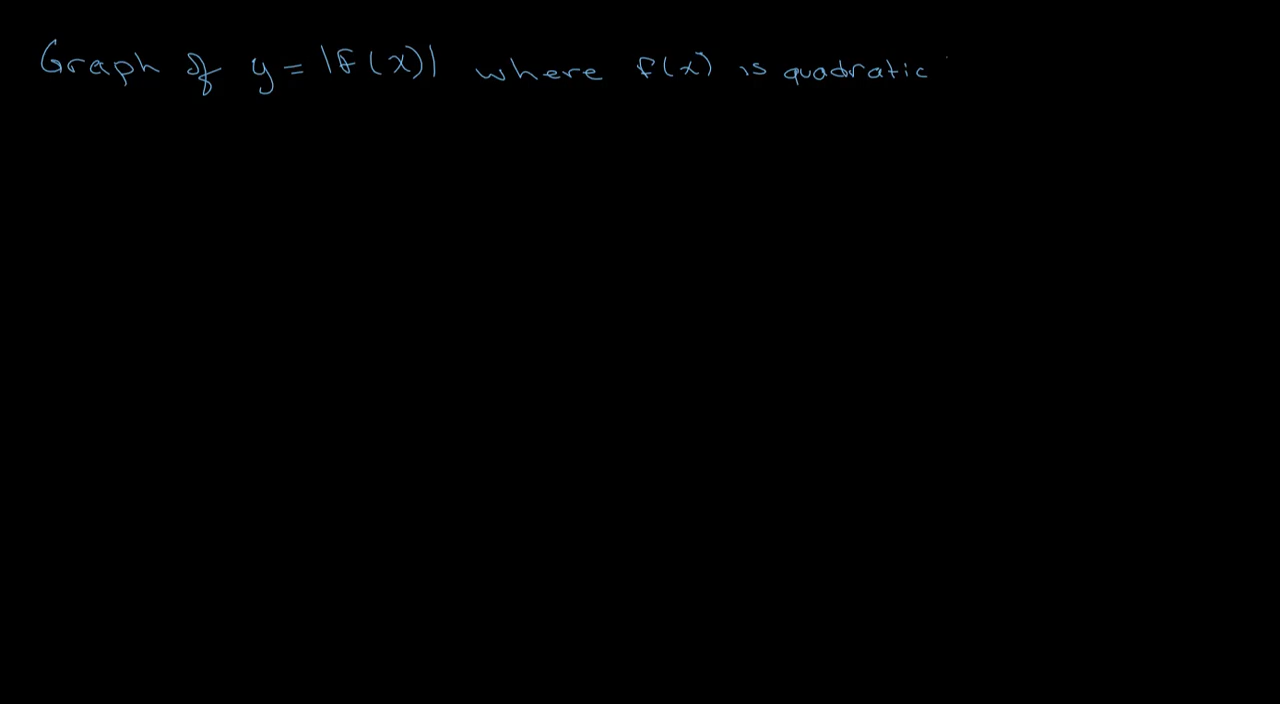 Graph of y = |f(x)| where f(x) is quadratic